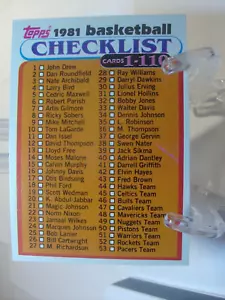 Topps 1981 basketball
CHECKLIST
CARDS 1-110
1 John Drew
2 Dan Roundfield
3 Nate Archibald
4 Larry Bird
5 Cedric Maxwell
6 Robert Parish
7 Artis Gilmore
8 Ricky Sobers
9 Mike Mitchell
10 Tom LaGarde
11 Dan Issel
12 David Thompson
13 Lloyd Free
14 Moses Malone
15 Calvin Murphy
16 Johnny Davis
17 Otis Birdsong
18 Phil Ford
19 Scott Wedman
20 K. Abdul-Jabbar
21 Magic Johnson
22 Norm Nixon
23 Jamaal Wilkes
24 Marques Johnson
25 Bob Lanier
26 Bill Cartwright
27 M. Richardson
28 Ray Williams
29 Darryl Dawkins
30 Julius Erving
31 Lionel Hollins
32 Bobby Jones
33 Walter Davis
34 Dennis Johnson
35 Robinson
36 M. Thompson
37 George Gervin
38 Swen Nater
39 Jack Sikma
40 Adrian Dantley
41 Darrell Griffith
42 Elvin Hayes
43 Fred Brown
44 Hawks Team
45 Celtics Team
46 Bulls Team
47 Cavaliers Team
48 Mavericks Team
49 Nuggets Team
50 Pistons Team
51 Warriors Team
52 Rockets Team
53 Pacers Team